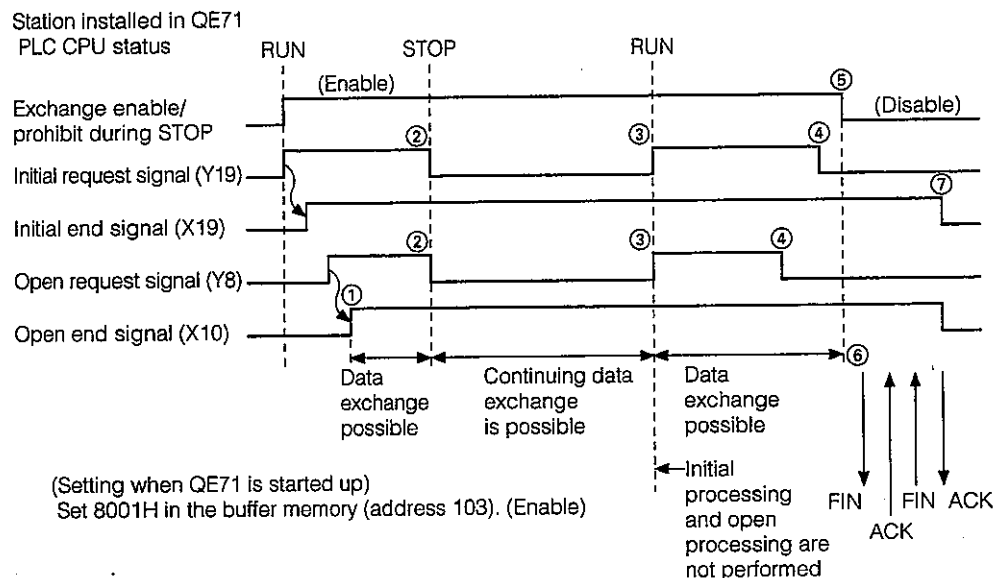 Station installed in QE71
PLC CPU status
RUN STOP RUN
(Enable)
⑤
Exchange enable/
prohibit during STOP
(Disable)
② ③ ④
Initial request signal (Y19)
⑦
Initial end signal (X19)
② ③ ④
Open request signal (Y8)
①
Open end signal (X10)
⑥
Data
exchange
possible
Continuing data
exchange
is possible
Data
exchange
possible
Initial
processing
and open
processing are
not performed
FIN FIN ACK
ACK
(Setting when QE71 is started up)
Set 8001H in the buffer memory (address 103). (Enable)